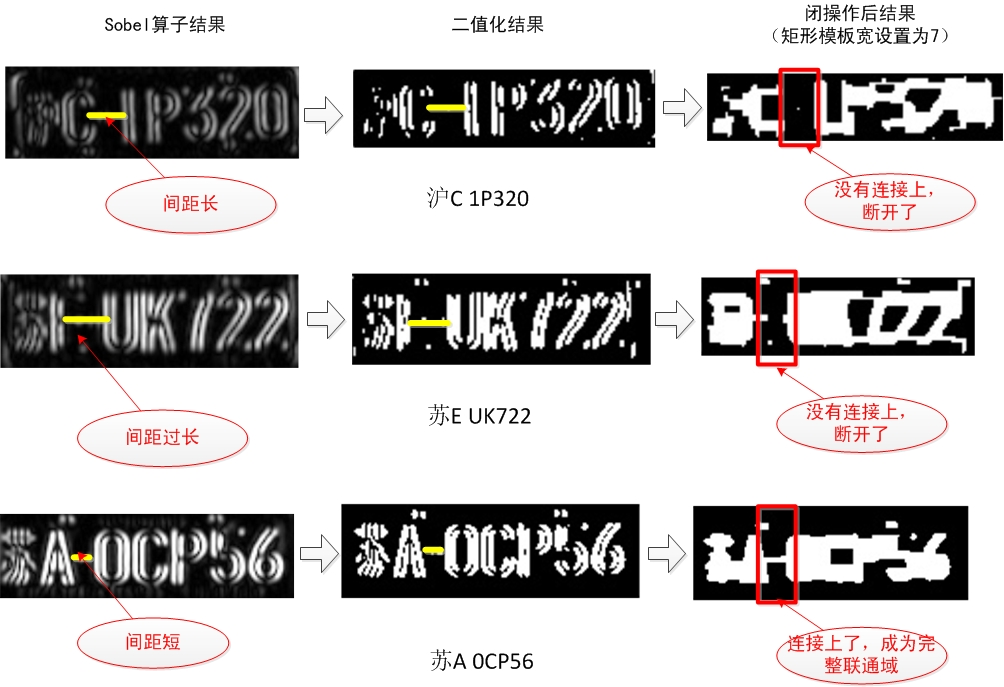 Sobel算子结果
二值化结果
闭操作后结果
（矩形模板宽设置为7）
沪C 1P320
C 1P320
间距长
沪C 1P320
没有连接上，
断开了
UK722
UK722
间距过长
苏E UK722
没有连接上，
断开了
苏A 0CP56
苏A 0CP56
间距短
苏A 0CP56
连接上了，成为完
整联通域